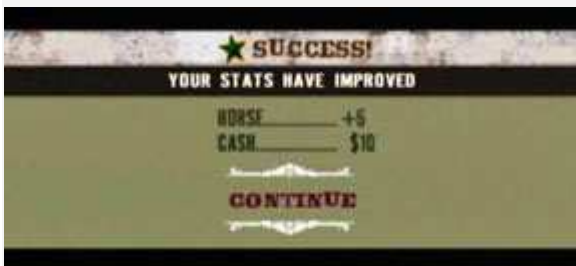 SUCCESS!
YOUR STATS HAVE IMPROVED
HORSE +5
CASH $10
CONTINUE